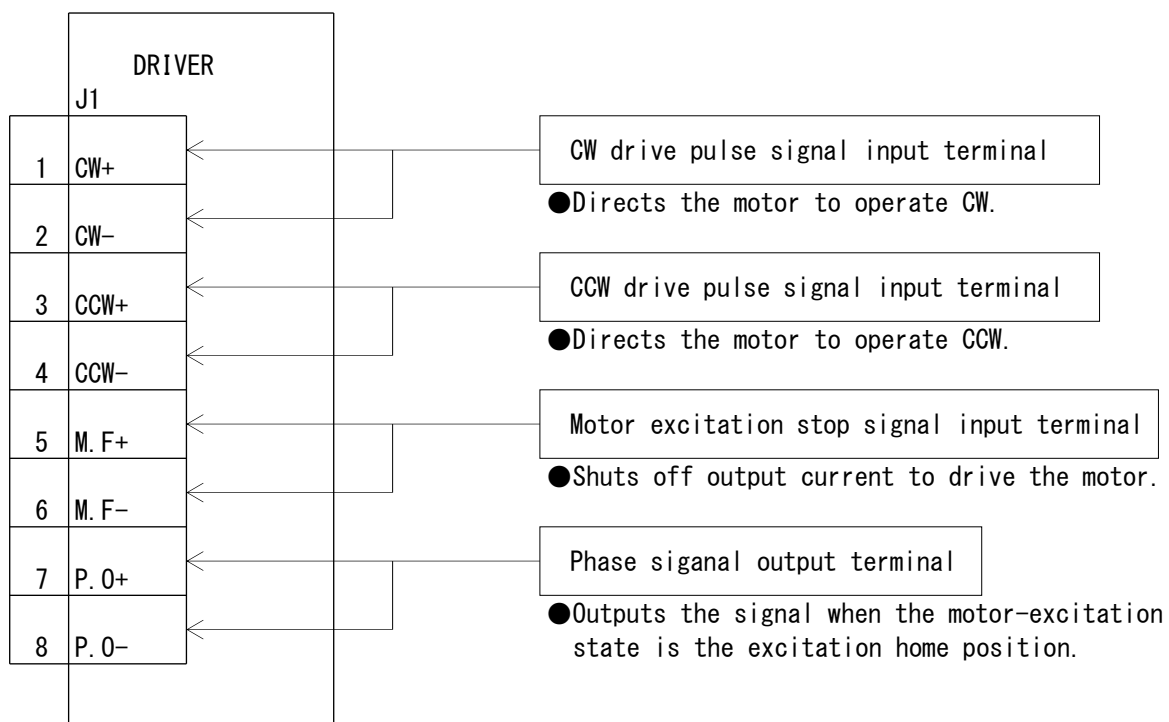 DRIVER
J1
1 CW+
CW drive pulse signal input terminal
●Directs the motor to operate CW.
2 CW-
CCW drive pulse signal input terminal
3 CCW+
●Directs the motor to operate CCW.
4 CCW-
Motor excitation stop signal input terminal
5 M.F+
●Shuts off output current to drive the motor.
6 M.F-
Phase siganal output terminal
7 P.O+
●Outputs the signal when the motor-excitation
state is the excitation home position.
8 P.O-